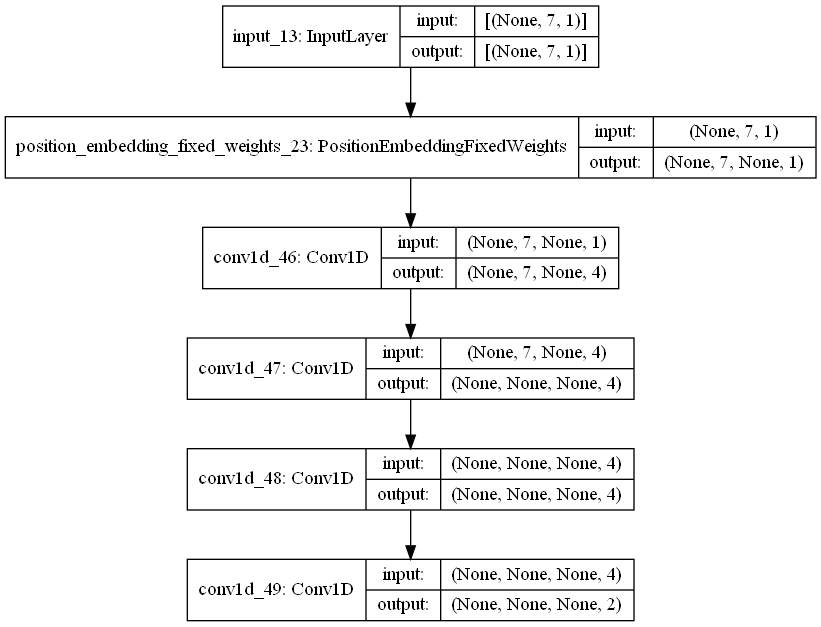 input_13: InputLayer
input: [(None, 7, 1)]
output: [(None, 7, 1)]
position_embedding_fixed_weights_23: PositionEmbeddingFixedWeights
input: (None, 7, 1)
output: (None, 7, None, 1)
conv1d_46: Conv1D
input: (None, 7, None, 1)
output: (None, 7, None, 4)
conv1d_47: Conv1D
input: (None, 7, None, 4)
output: (None, None, None, 4)
conv1d_48: Conv1D
input: (None, None, None, 4)
output: (None, None, None, 4)
conv1d_49: Conv1D
input: (None, None, None, 4)
output: (None, None, None, 2)